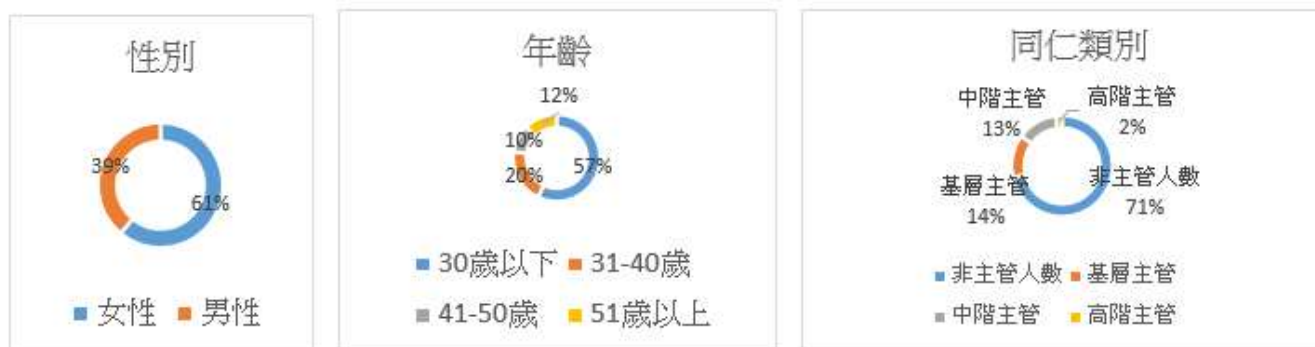 性別
39%
61%
女性 男性
年齡
12%
10%
57%
20%
30歲以下 31-40歲
41-50歲 51歲以上
同仁類別
中階主管 高階主管
13% 2%
基層主管 非主管人數
14% 71%
非主管人數 基層主管
中階主管 高階主管